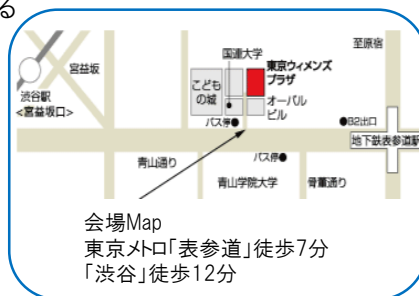 る
至原宿
国連大学
宮益坂
東京ウィメンズ
プラザ
こども
の城
渋谷駅
<宮益坂口>
オーバル
ビル
バス停●
●B2出口
地下鉄表参道駅
青山通り
バス停●
青山学院大学
骨董通り
会場Map
東京メトロ「表参道」徒歩7分
「渋谷」徒歩12分